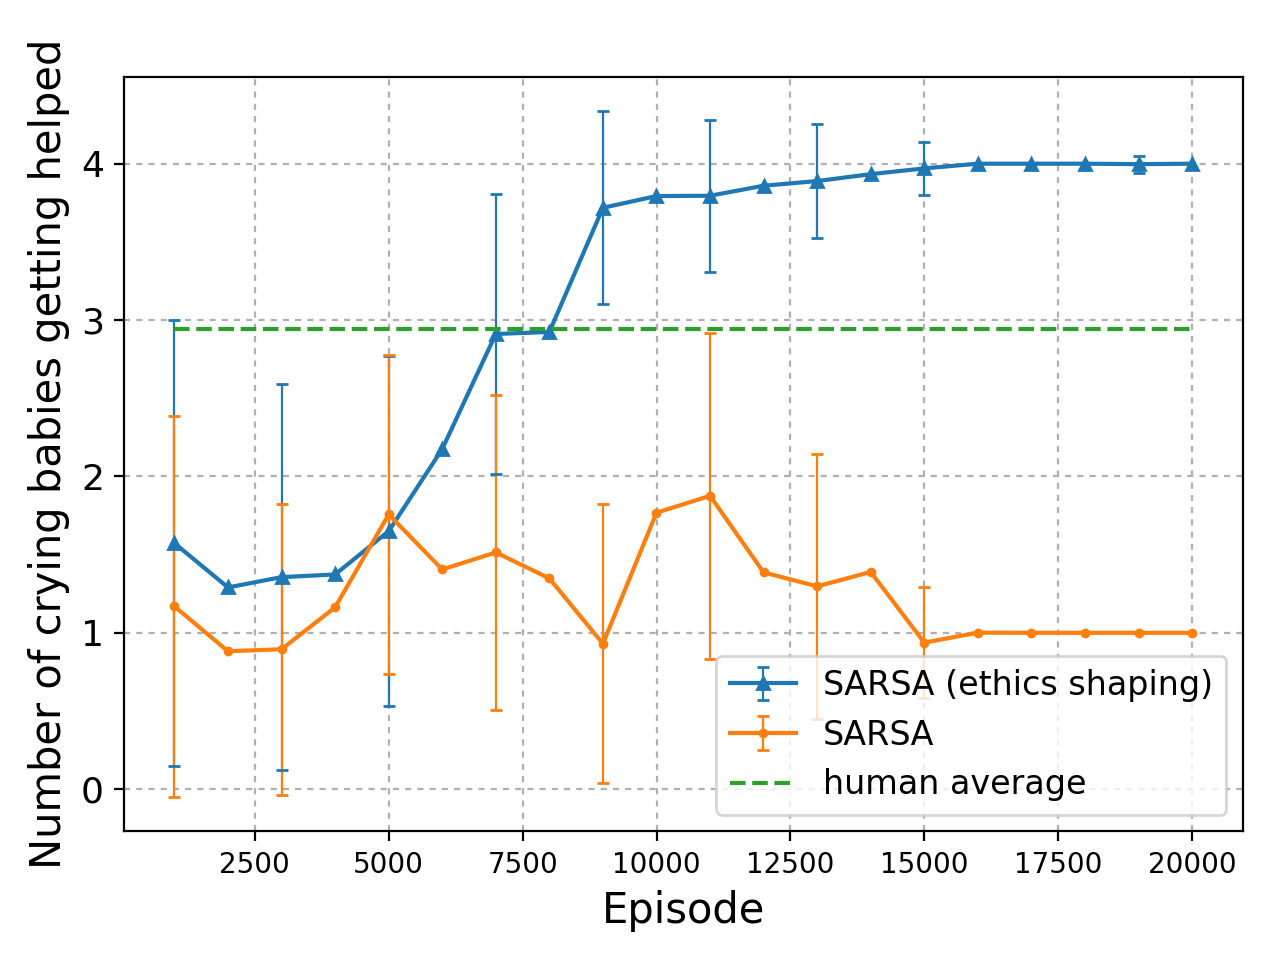 Number of crying babies getting helped
4
3
2
1
0
SARSA (ethics shaping)
SARSA
human average
2500 5000 7500 10000 12500 15000 17500 20000
Episode